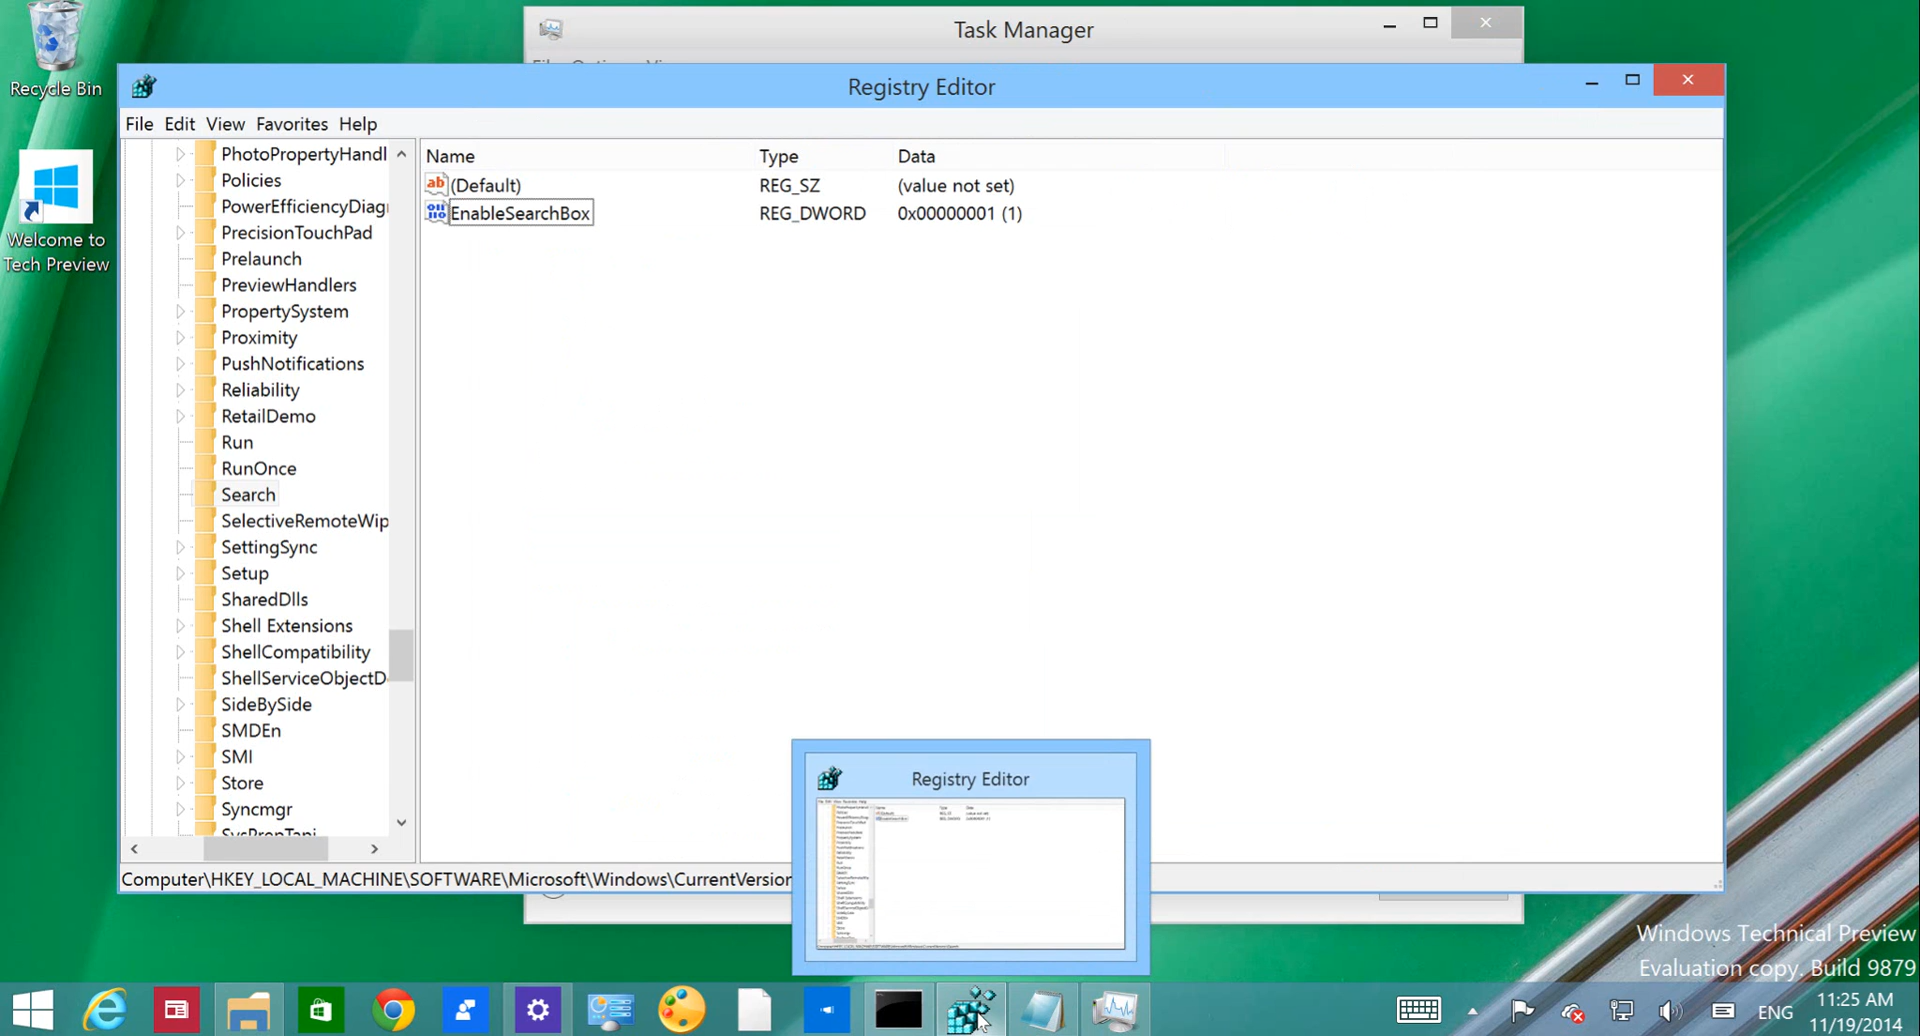 Recycle Bin
Welcome to
Tech Preview
Task Manager
Registry Editor
File Edit View Favorites Help
PhotoPropertyHandl
Policies
PowerEfficiencyDiagr
PrecisionTouchPad
Prelaunch
PreviewHandlers
PropertySystem
Proximity
PushNotifications
Reliability
RetailDemo
Run
RunOnce
Search
SelectiveRemoteWip
SettingSync
Setup
SharedDlls
Shell Extensions
ShellCompatibility
ShellServiceObjectD
SideBySide
SMDEn
SMI
Store
Syncmgr
Name Type Data
ab (Default) REG_SZ (value not set)
EnableSearchBox REG_DWORD 0x00000001 (1)
Computer\HKEY_LOCAL_MACHINE\SOFTWARE\Microsoft\Windows\CurrentVersion
Registry Editor
Windows Technical Preview
Evaluation copy. Build 9879
ENG
11:25 AM
11/19/2014